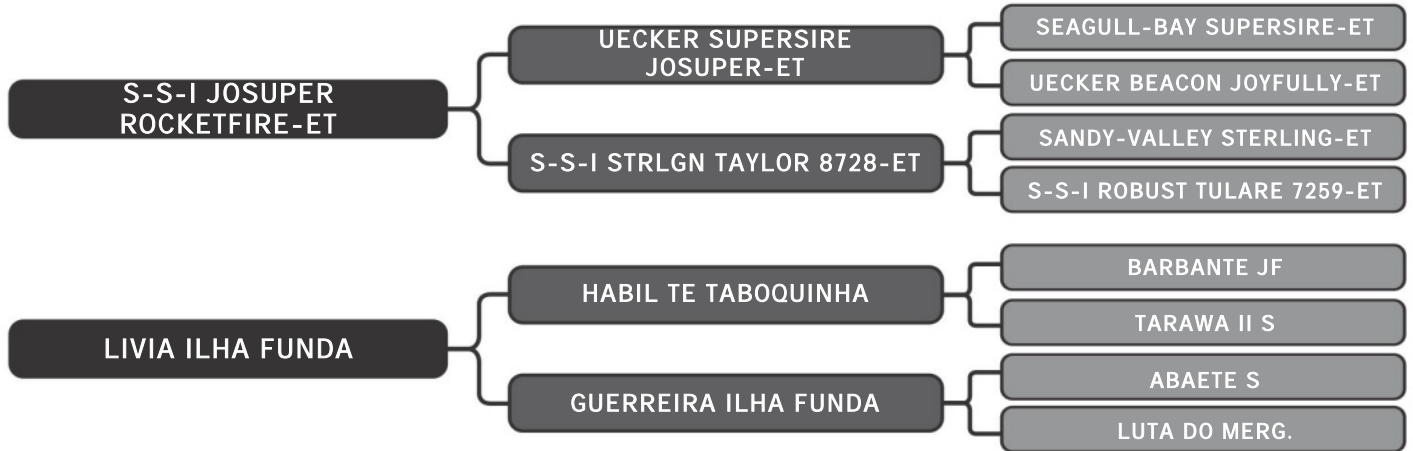 S-S-I JOSUPER
ROCKETFIRE-ET
UECKER SUPERSIRE
JOSUPER-ET
SEAGULL-BAY SUPERSIRE-ET
UECKER BEACON JOYFULLY-ET
S-S-I STRLGN TAYLOR 8728-ET
SANDY-VALLEY STERLING-ET
S-S-I ROBUST TULARE 7259-ET
LIVIA ILHA FUNDA
HABIL TE TABOQUINHA
BARBANTE JF
TARAWA II S
GUERREIRA ILHA FUNDA
ABAETE S
LUTA DO MERG.